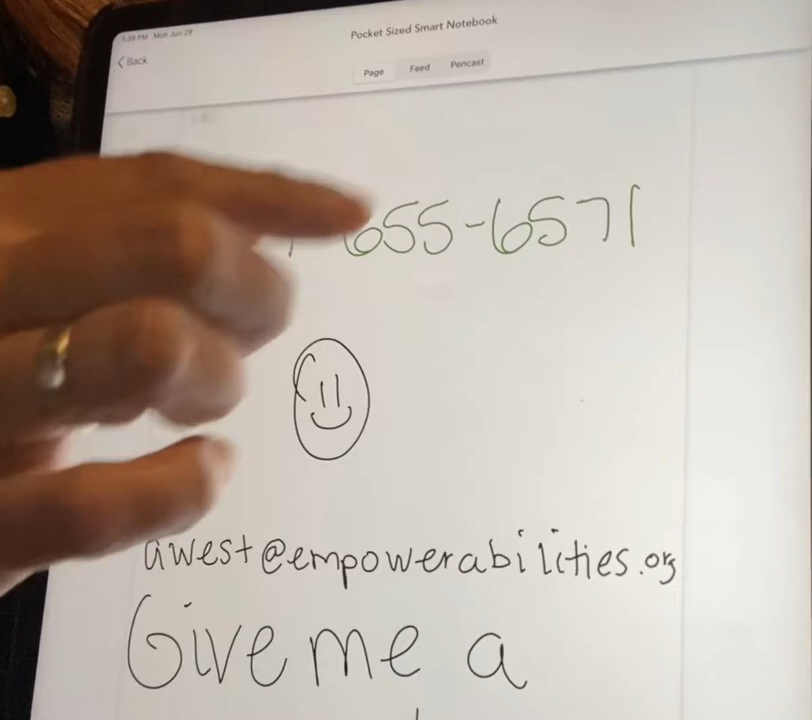 1:39 PM Mon Jun 29
Pocket Sized Smart Notebook
Back
Page Feed Pencast
655-6571
awest@empowerabilities.org
Give me a